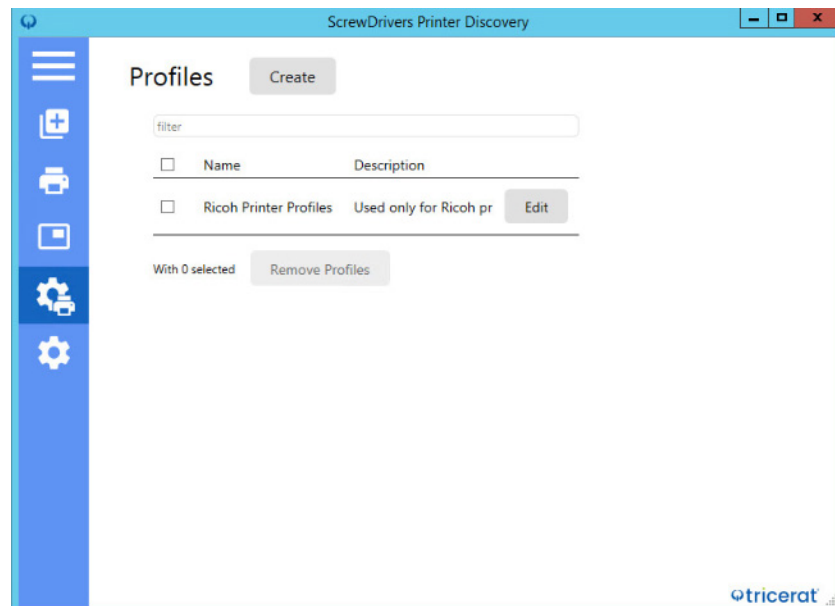 ScrewDrivers Printer Discovery
Profiles Create
filter
Name Description
Ricoh Printer Profiles Used only for Ricoh pr Edit
With 0 selected Remove Profiles
tricerat